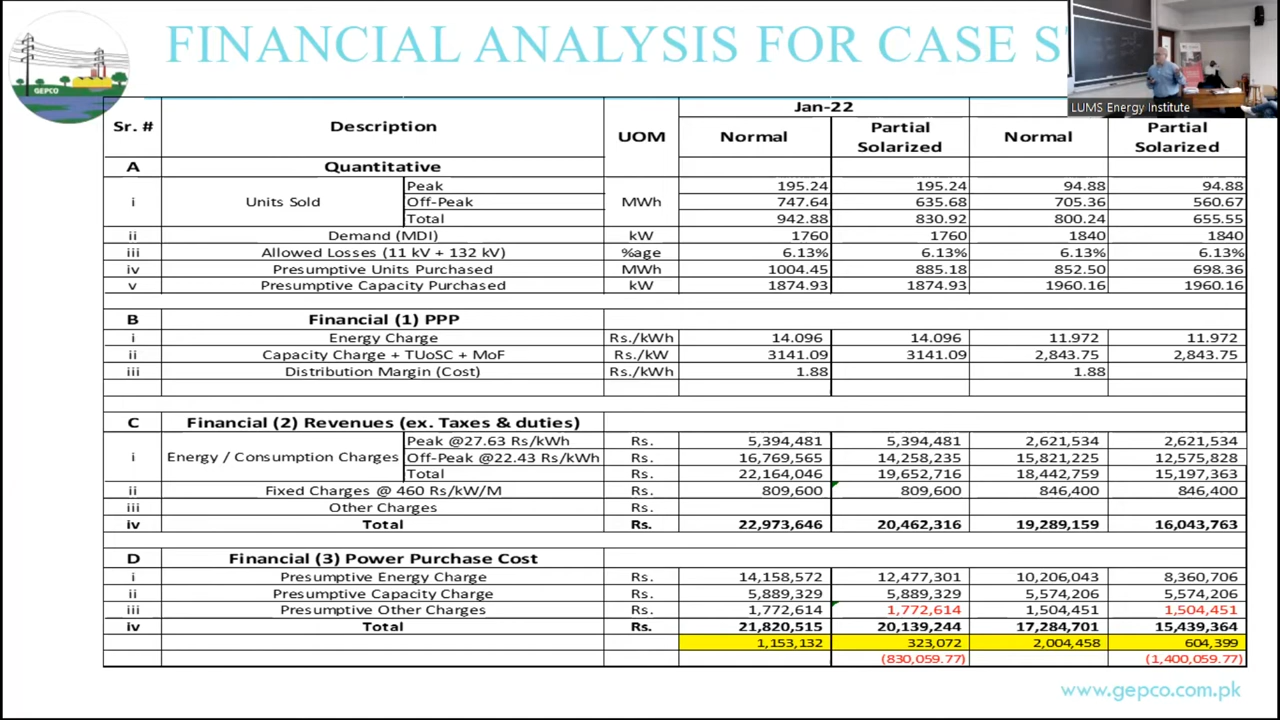 FINANCIAL ANALYSIS FOR CASE S
GEPCO
LUMS Energy Institute
Sr. # Description UOM Jan-22
Normal Partial Solarized Normal Partial Solarized
A Quantitative
i Units Sold Peak MWh 195.24 195.24 94.88 94.88
Off-Peak 747.64 635.68 705.36 560.67
Total 942.88 830.92 800.24 655.55
ii Demand (MDI) kW 1760 1760 1840 1840
iii Allowed Losses (11 kV + 132 kV) %age 6.13% 6.13% 6.13% 6.13%
iv Presumptive Units Purchased MWh 1004.45 885.18 852.50 698.36
v Presumptive Capacity Purchased kW 1874.93 1874.93 1960.16 1960.16
B Financial (1) PPP
i Energy Charge Rs./kWh 14.096 14.096 11.972 11.972
ii Capacity Charge + TUoSC + MoF Rs./kW 3141.09 3141.09 2,843.75 2,843.75
iii Distribution Margin (Cost) Rs./kWh 1.88 1.88
C Financial (2) Revenues (ex. Taxes & duties)
i Energy / Consumption Charges Peak @27.63 Rs/kWh Rs. 5,394,481 5,394,481 2,621,534 2,621,534
Off-Peak @22.43 Rs/kWh Rs. 16,769,565 14,258,235 15,821,225 12,575,828
Total Rs. 22,164,046 19,652,716 18,442,759 15,197,363
ii Fixed Charges @ 460 Rs/kW/M Rs. 809,600 809,600 846,400 846,400
iii Other Charges Rs.
iv Total Rs. 22,973,646 20,462,316 19,289,159 16,043,763
D Financial (3) Power Purchase Cost
i Presumptive Energy Charge Rs. 14,158,572 12,477,301 10,206,043 8,360,706
ii Presumptive Capacity Charge Rs. 5,889,329 5,889,329 5,574,206 5,574,206
iii Presumptive Other Charges Rs. 1,772,614 1,772,614 1,504,451 1,504,451
iv Total Rs. 21,820,515 20,139,244 17,284,701 15,439,364
1,153,132 323,072 2,004,458 604,399
(830,059.77) (1,400,059.77)
www.gepco.com.pk